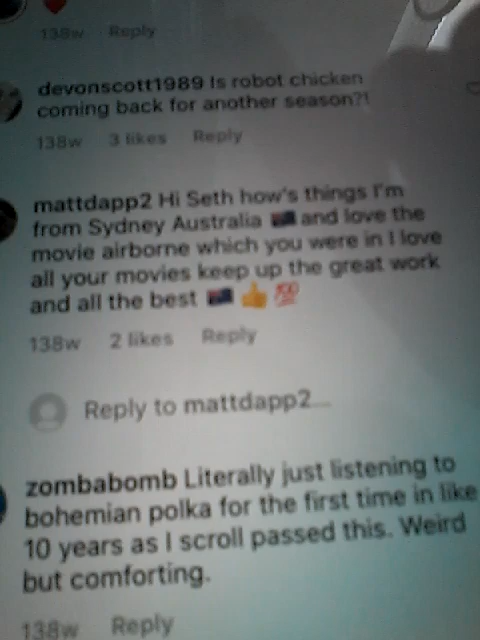 138w Reply
devonscott1989 Is robot chicken
coming back for another season?!
138w 3 likes Reply
mattdapp2 Hi Seth how's things I'm
from Sydney Australia 🇦🇺 and love the
movie airborne which you were in I love
all your movies keep up the great work
and all the best 🇦🇺 👍 💯
138w 2 likes Reply
Reply to mattdapp2...
zombabomb Literally just listening to
bohemian polka for the first time in like
10 years as I scroll passed this. Weird
but comforting.
138w Reply